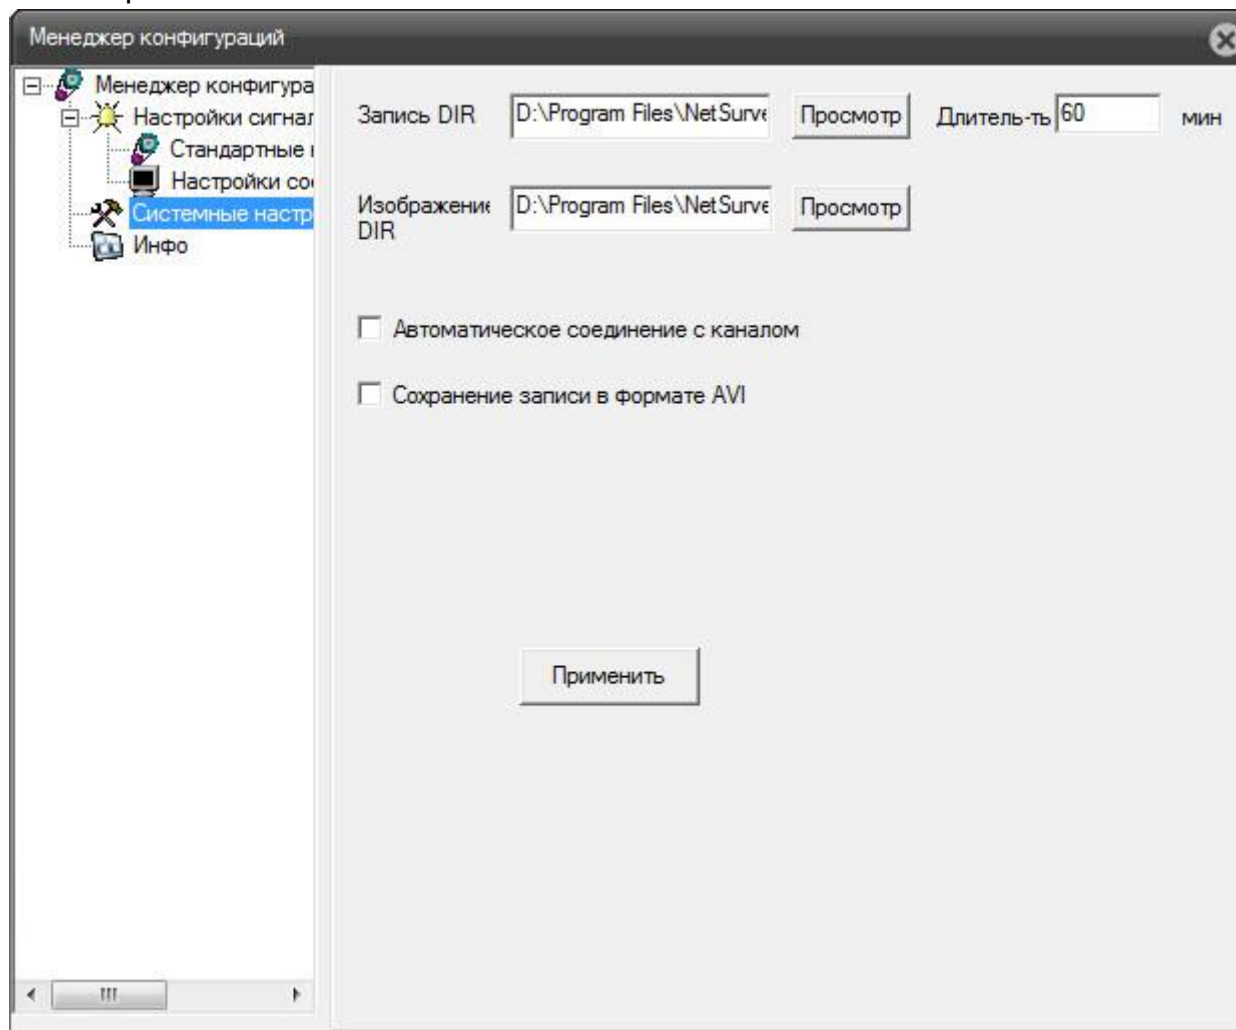 Менеджер конфигураций
Менеджер конфигура
Настройки сигнал
Стандартные
Настройки со
Системные настр
Инфо
Запись DIR D:\Program Files\NetSurve Просмотр Длитель-ть 60 мин
Изображение D:\Program Files\NetSurve Просмотр
DIR
Автоматическое соединение с каналом
Сохранение записи в формате AVI
Применить